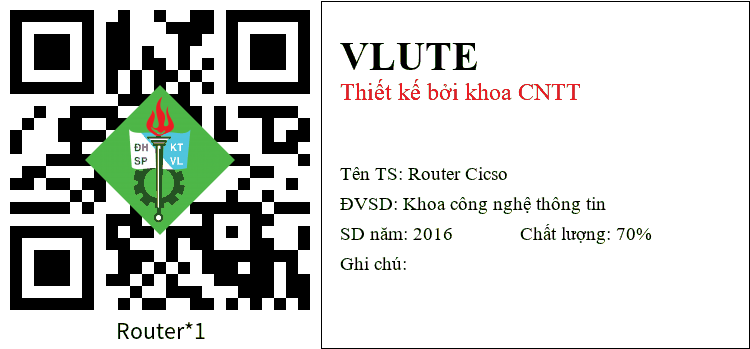 ĐH KT
SP VL
Router*1
VLUTE
Thiết kế bởi khoa CNTT
Tên TS: Router Cicso
ĐVSD: Khoa công nghệ thông tin
SD năm: 2016 Chất lượng: 70%
Ghi chú: